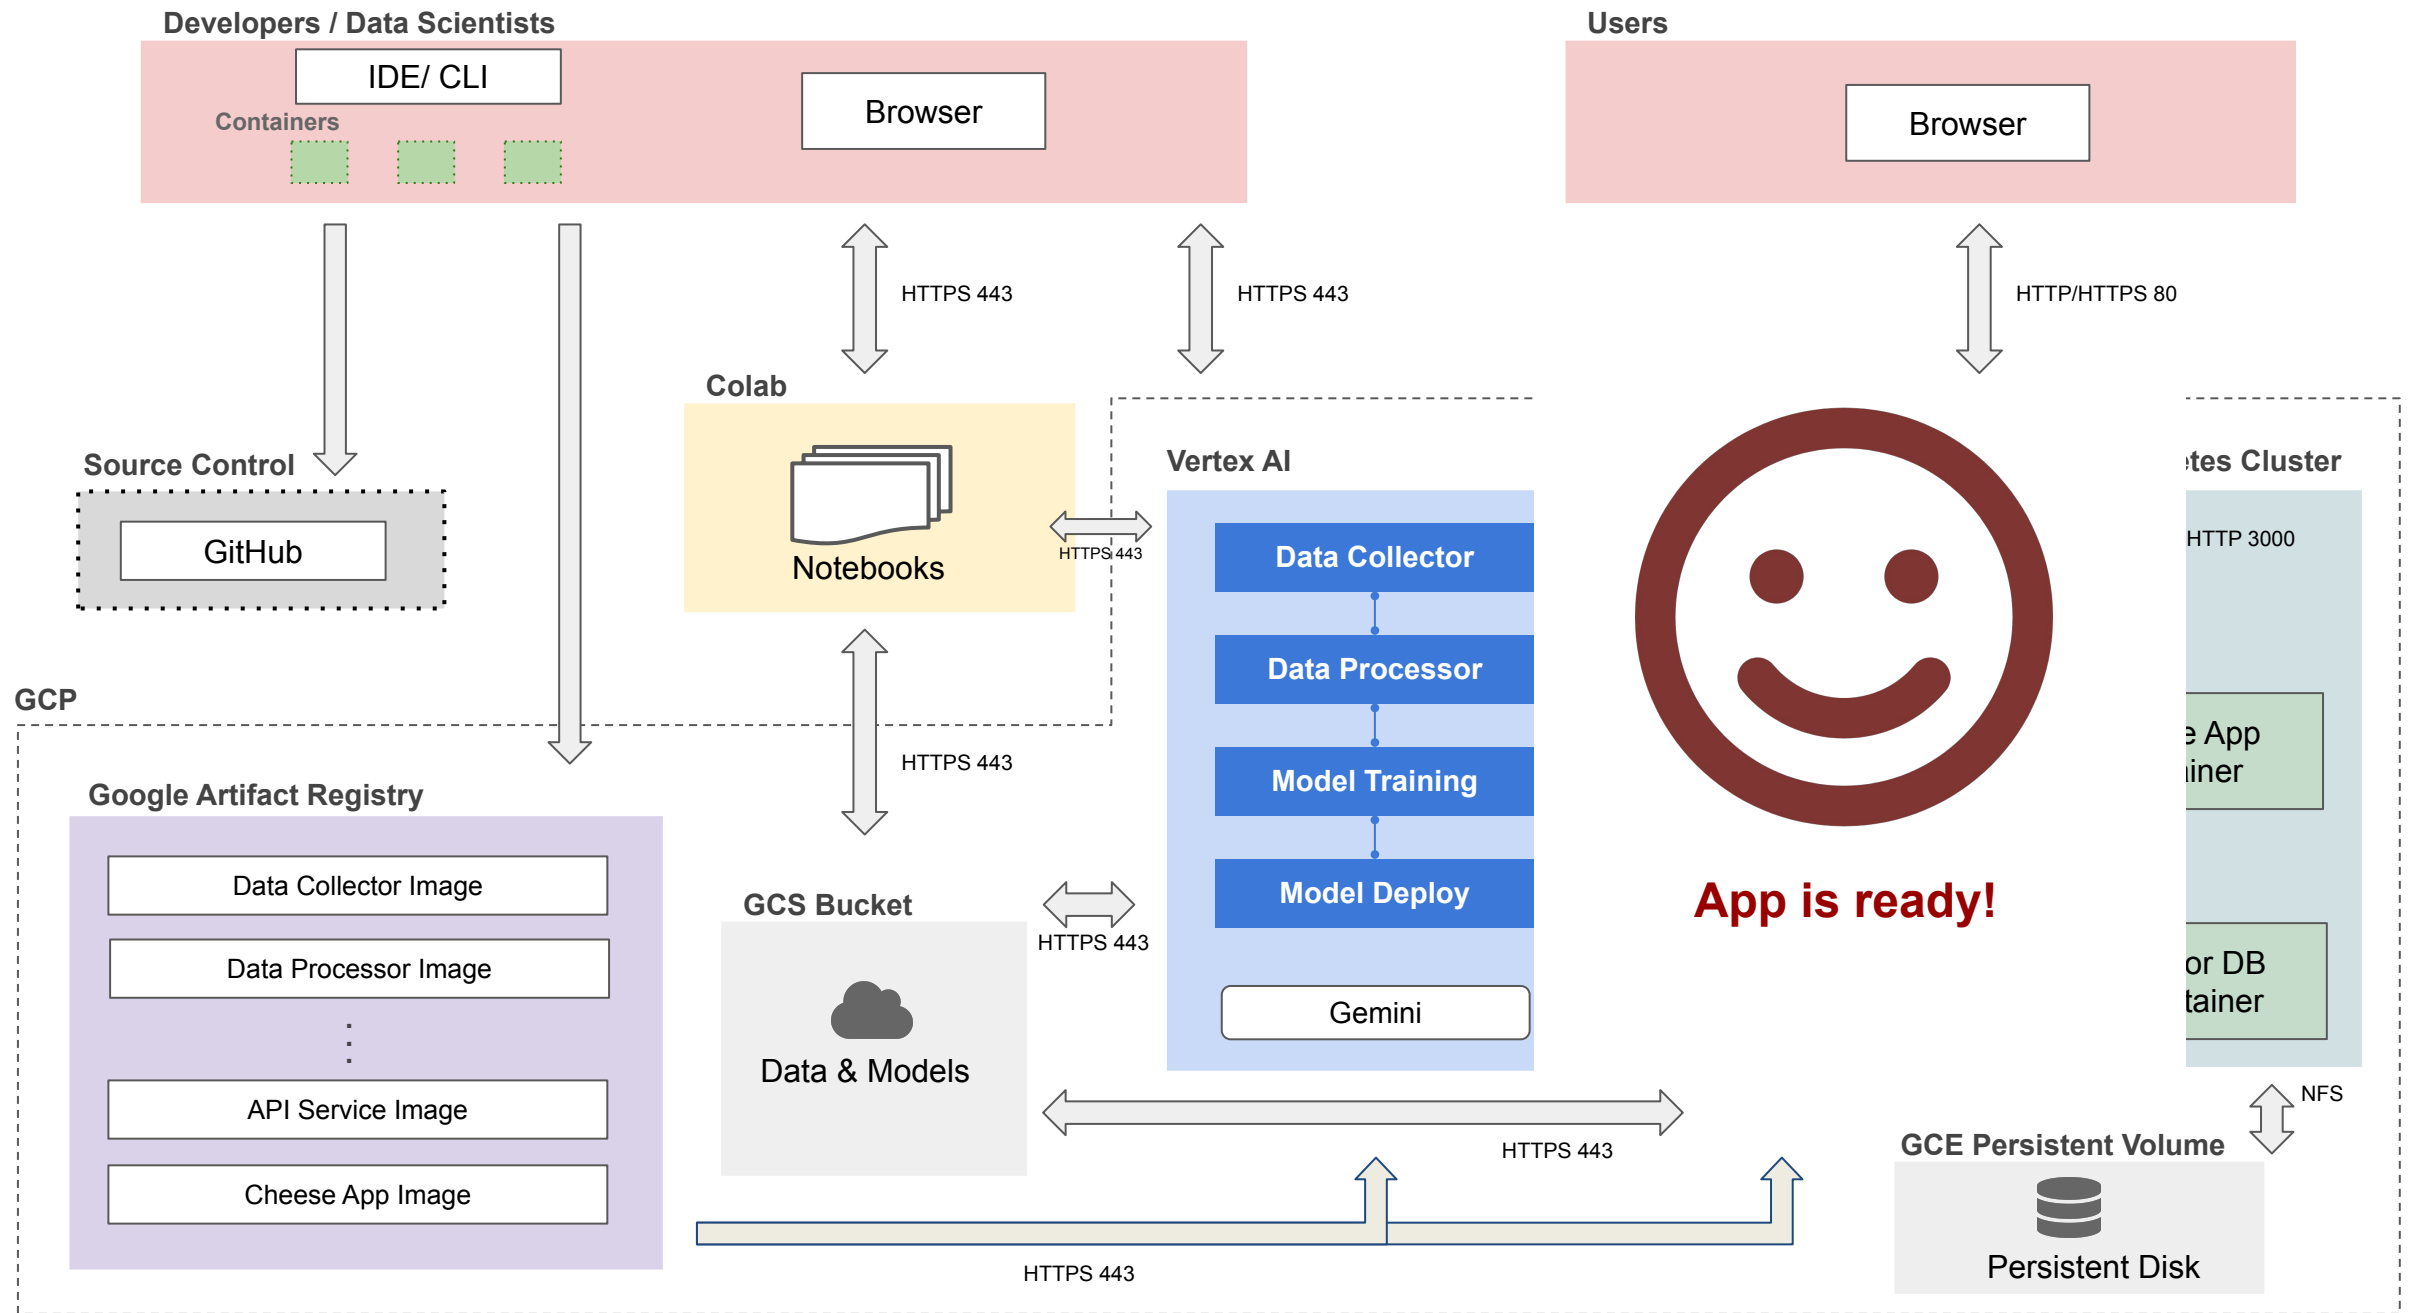 Developers / Data Scientists
Users
IDE/ CLI
Containers
Browser
Browser
HTTPS 443
HTTPS 443
HTTP/HTTPS 80
Colab
Notebooks
Source Control
GitHub
HTTPS 443
Vertex AI
Data Collector
Data Processor
Model Training
Model Deploy
Gemini
Cluster
HTTP 3000
App
DB
App is ready!
GCP
HTTPS 443
Google Artifact Registry
Data Collector Image
Data Processor Image
API Service Image
Cheese App Image
GCS Bucket
Data & Models
HTTPS 443
HTTPS 443
HTTPS 443
NFS
GCE Persistent Volume
Persistent Disk